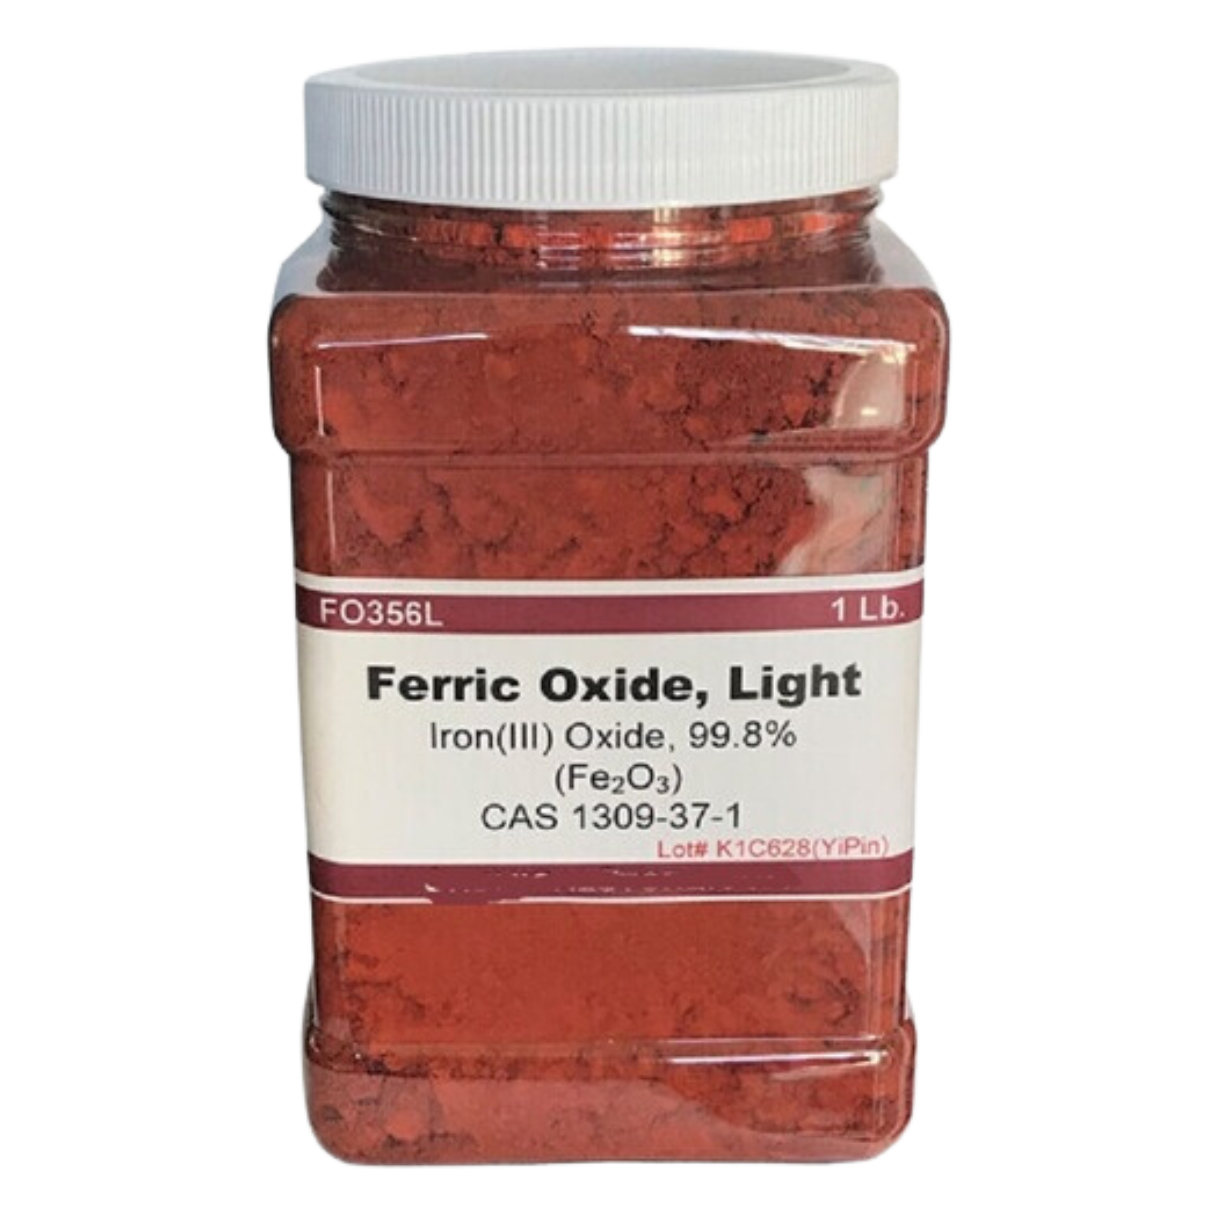 FO356L 1 Lb.
Ferric Oxide, Light
Iron(III) Oxide, 99.8%
(Fe₂O₃)
CAS 1309-37-1
Lot# K1C628(YiPin)